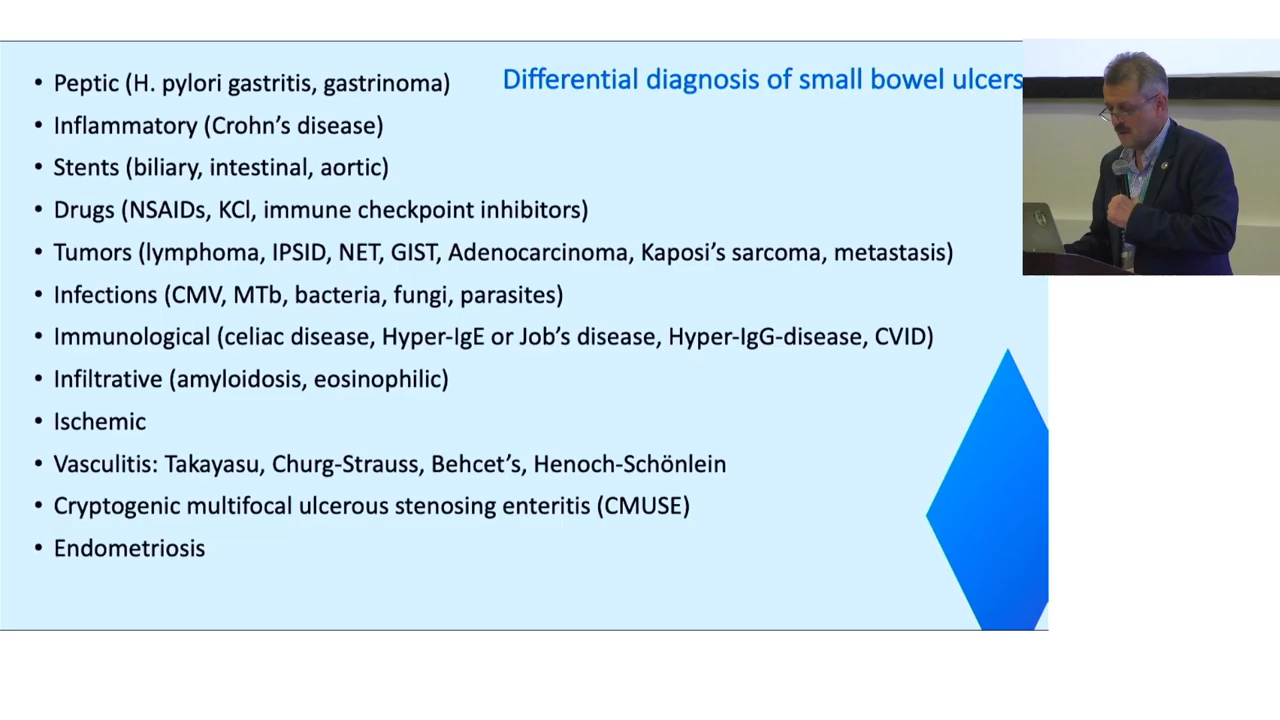 Differential diagnosis of small bowel ulcers
• Peptic (H. pylori gastritis, gastrinoma)
• Inflammatory (Crohn’s disease)
• Stents (biliary, intestinal, aortic)
• Drugs (NSAIDs, KCl, immune checkpoint inhibitors)
• Tumors (lymphoma, IPSID, NET, GIST, Adenocarcinoma, Kaposi’s sarcoma, metastasis)
• Infections (CMV, MTb, bacteria, fungi, parasites)
• Immunological (celiac disease, Hyper-IgE or Job’s disease, Hyper-IgG-disease, CVID)
• Infiltrative (amyloidosis, eosinophilic)
• Ischemic
• Vasculitis: Takayasu, Churg-Strauss, Behcet’s, Henoch-Schönlein
• Cryptogenic multifocal ulcerous stenosing enteritis (CMUSE)
• Endometriosis